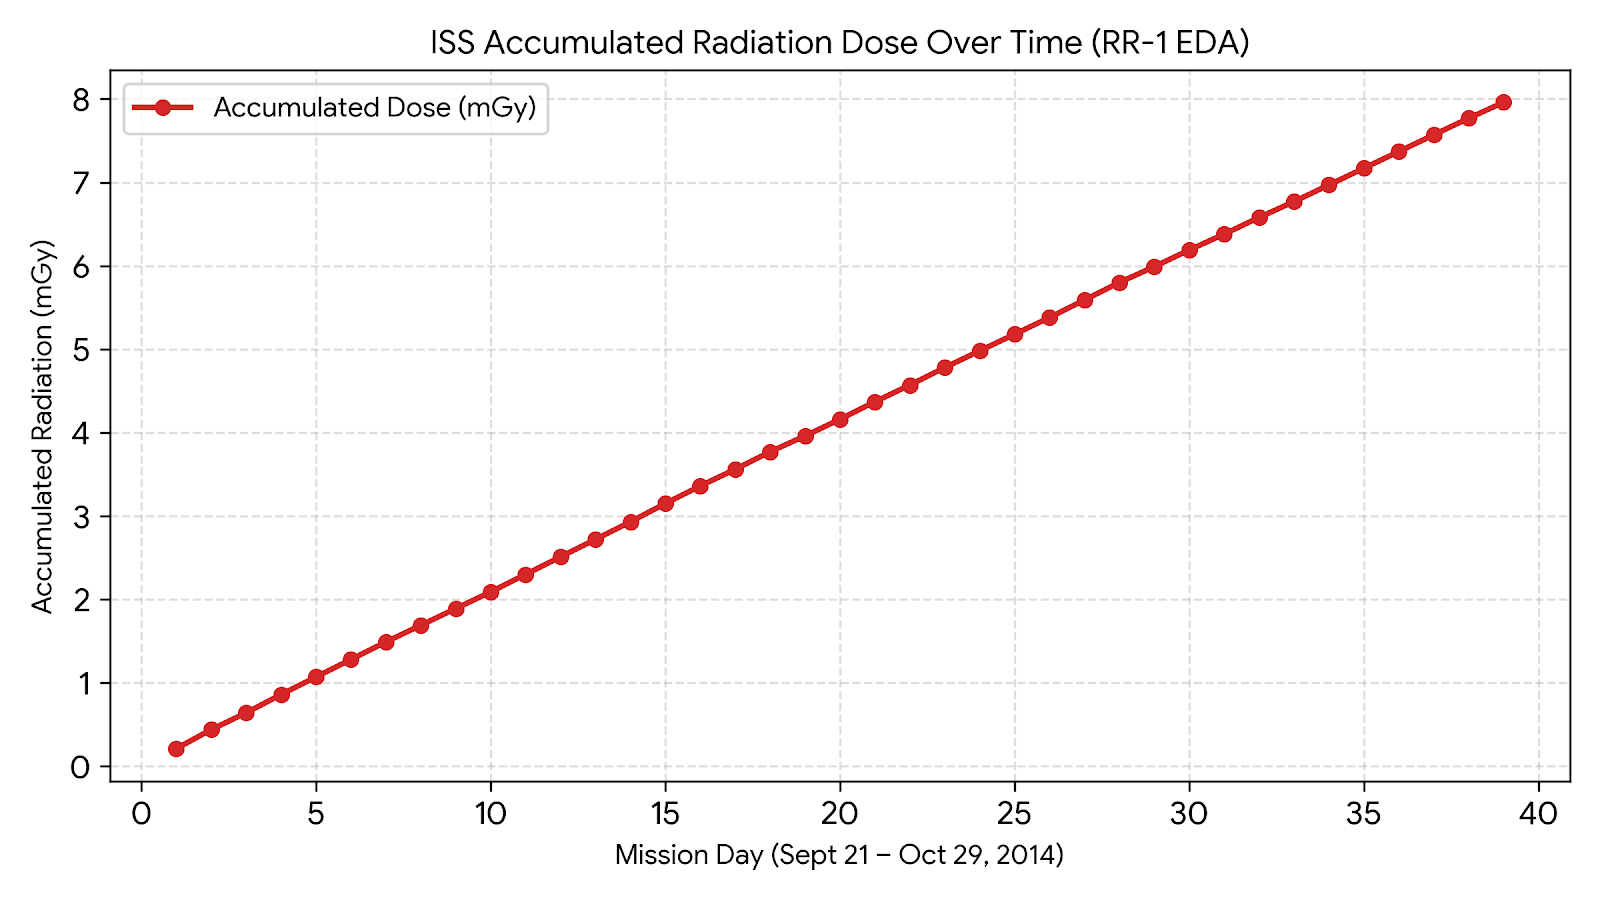 ISS Accumulated Radiation Dose Over Time (RR-1 EDA)
Accumulated Dose (mGy)
Accumulated Radiation (mGy)
8
7
6
5
4
3
2
1
0
0 5 10 15 20 25 30 35 40
Mission Day (Sept 21 – Oct 29, 2014)